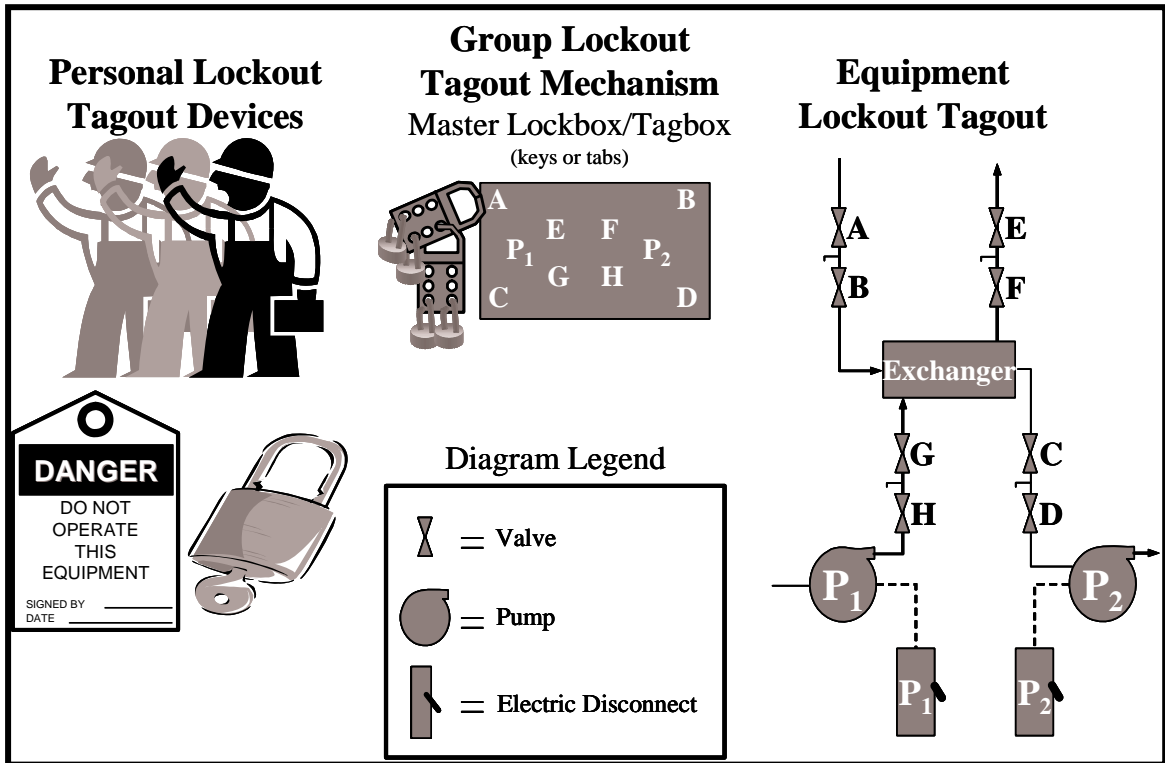 Personal Lockout
Tagout Devices
DANGER
DO NOT
OPERATE
THIS
EQUIPMENT
SIGNED BY
DATE
Group Lockout
Tagout Mechanism
Master Lockbox/Tagbox
(keys or tabs)
A B
E F
P1 P2
G H
C D
Diagram Legend
= Valve
= Pump
= Electric Disconnect
Equipment
Lockout Tagout
A E
B F
Exchanger
G C
H D
P1 P2
P1 P2